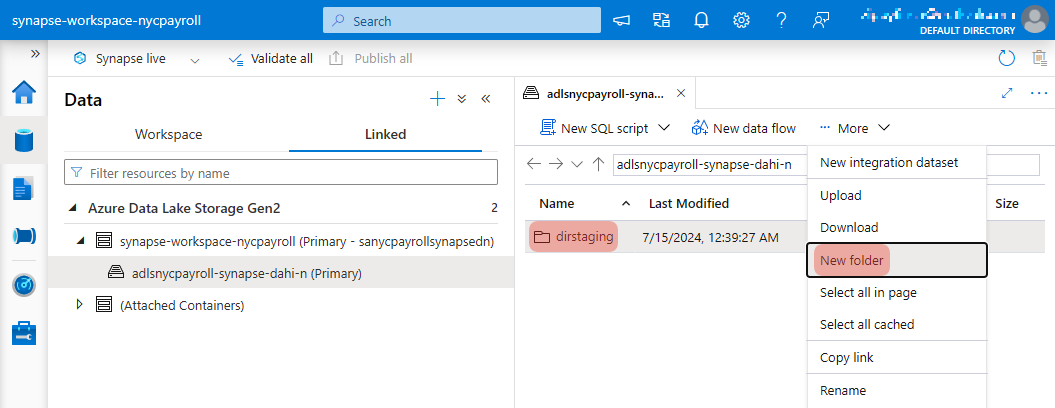 synapse-workspace-nycpayroll
Search
DEFAULT DIRECTORY
Synapse live
Validate all
Publish all
Data
Workspace
Linked
Filter resources by name
Azure Data Lake Storage Gen2 2
synapse-workspace-nycpayroll (Primary - sanycpayrollsynapsedn)
adlsnycpayroll-synapse-dahi-n (Primary)
(Attached Containers)
adlsnycpayroll-syna...
New SQL script
New data flow
More
adlsnycpayroll-synapse-dahi-n
Name Last Modified Size
dirstaging 7/15/2024, 12:39:27 AM
New integration dataset
Upload
Download
New folder
Select all in page
Select all cached
Copy link
Rename